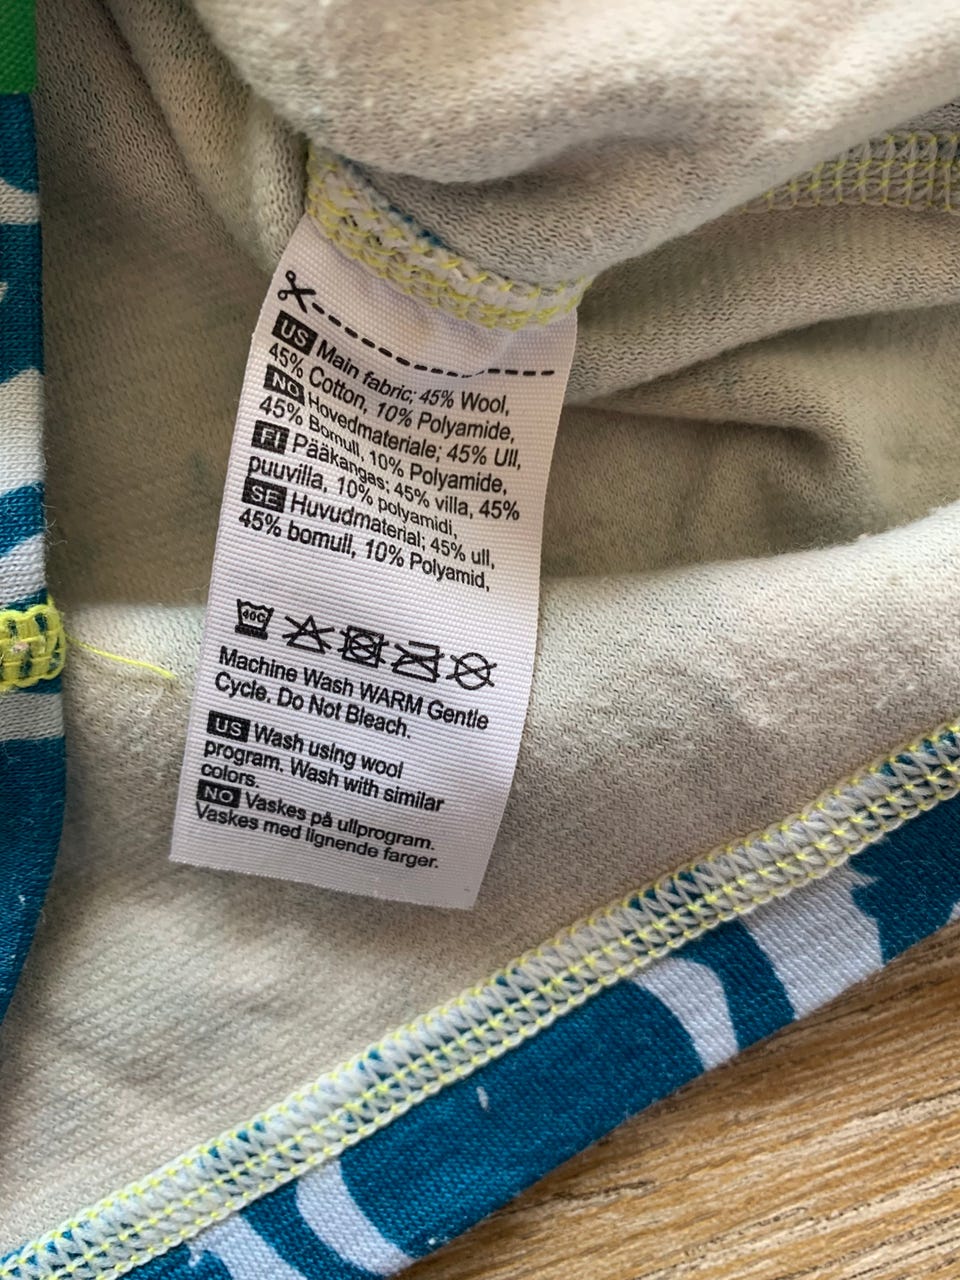 US Main fabric; 45% Wool,
45% Cotton, 10% Polyamide,
NO Hovedmateriale; 45% Ull,
45% Bomull, 10% Polyamide,
FI Pääkangas; 45% villa, 45%
puuvilla, 10% polyamidi,
SE Huvudmaterial; 45% ull,
45% bomull, 10% Polyamid,
40C
Machine Wash WARM Gentle
Cycle. Do Not Bleach.
US Wash using wool
program. Wash with similar
colors.
NO Vaskes på ullprogram.
Vaskes med lignende farger.